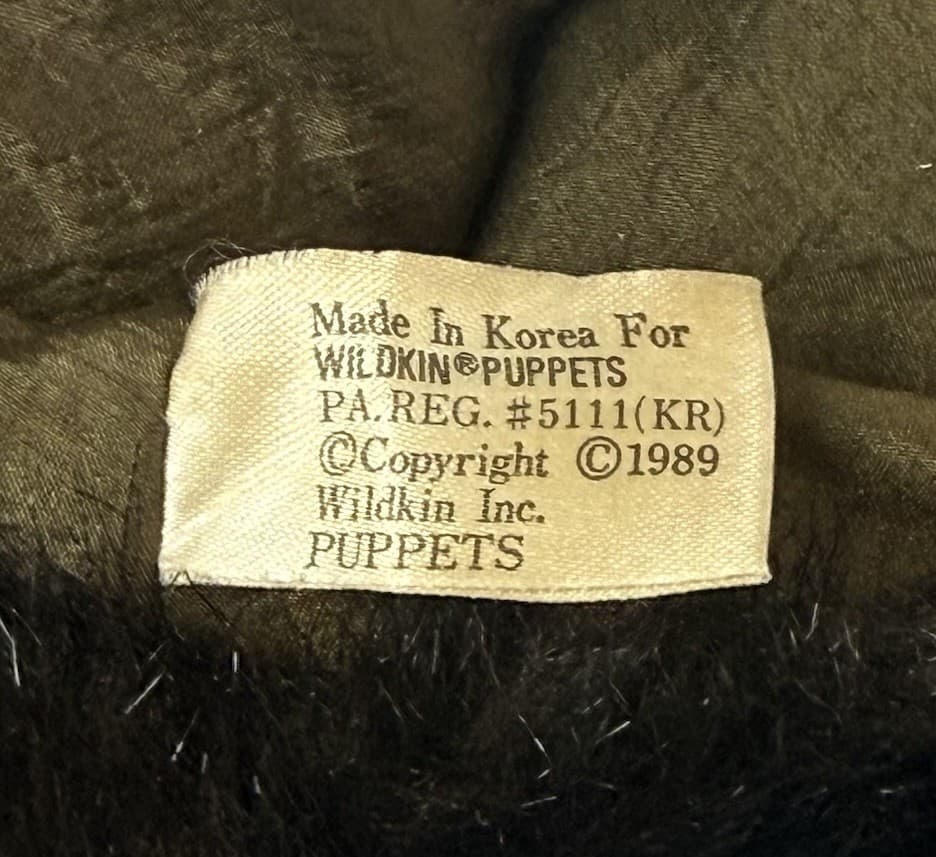 Made In Korea For
WILDKIN®PUPPETS
PA.REG. #5111(KR)
©Copyright ©1989
Wildkin Inc.
PUPPETS